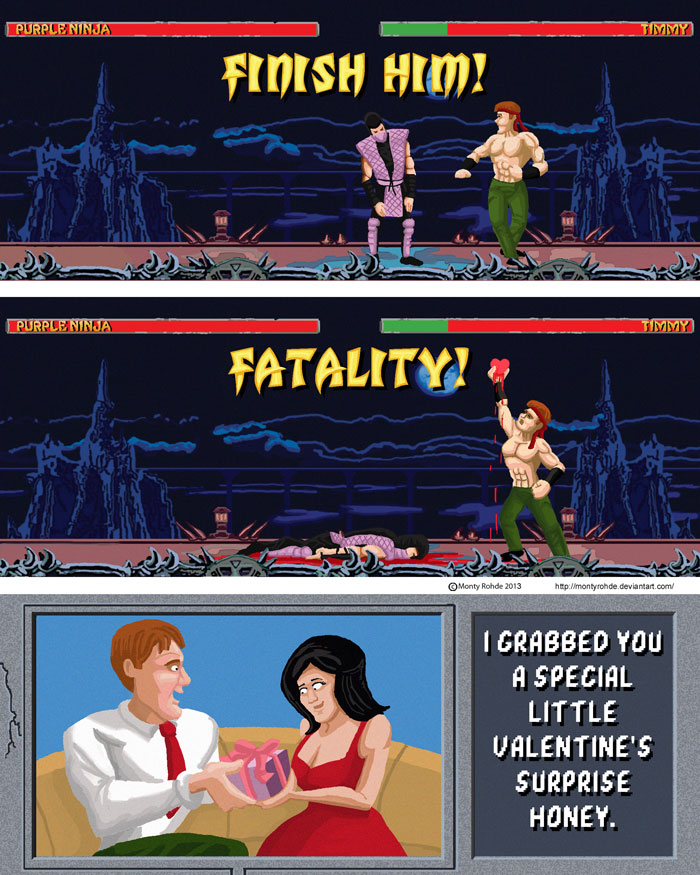 PURPLE NINJA
TIMMY
FINISH HIM!
PURPLE NINJA
TIMMY
FATALITY!
©Monty Rohde 2013 http://montyrohde.deviantart.com/
I GRABBED YOU
A SPECIAL
LITTLE
VALENTINE'S
SURPRISE
HONEY.